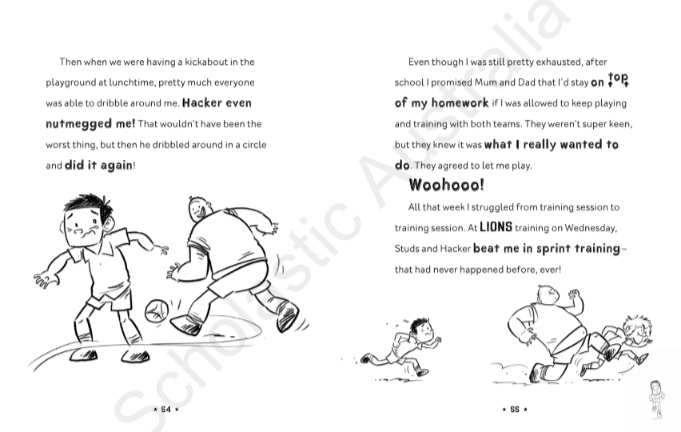 Then when we were having a kickabout in the
playground at lunchtime, pretty much everyone
was able to dribble around me. Hacker even
nutmegged me! That wouldn't have been the
worst thing, but then he dribbled around in a circle
and did it again!
★ 54 ★
Even though I was still pretty exhausted, after
school I promised Mum and Dad that I'd stay on top
of my homework if I was allowed to keep playing
and training with both teams. They weren't super keen,
but they knew it was what I really wanted to
do. They agreed to let me play.
Woohooo!
All that week I struggled from training session to
training session. At LIONS training on Wednesday,
Studs and Hacker beat me in sprint training–
that had never happened before, ever!
★ 55 ★
Scholastic Australia